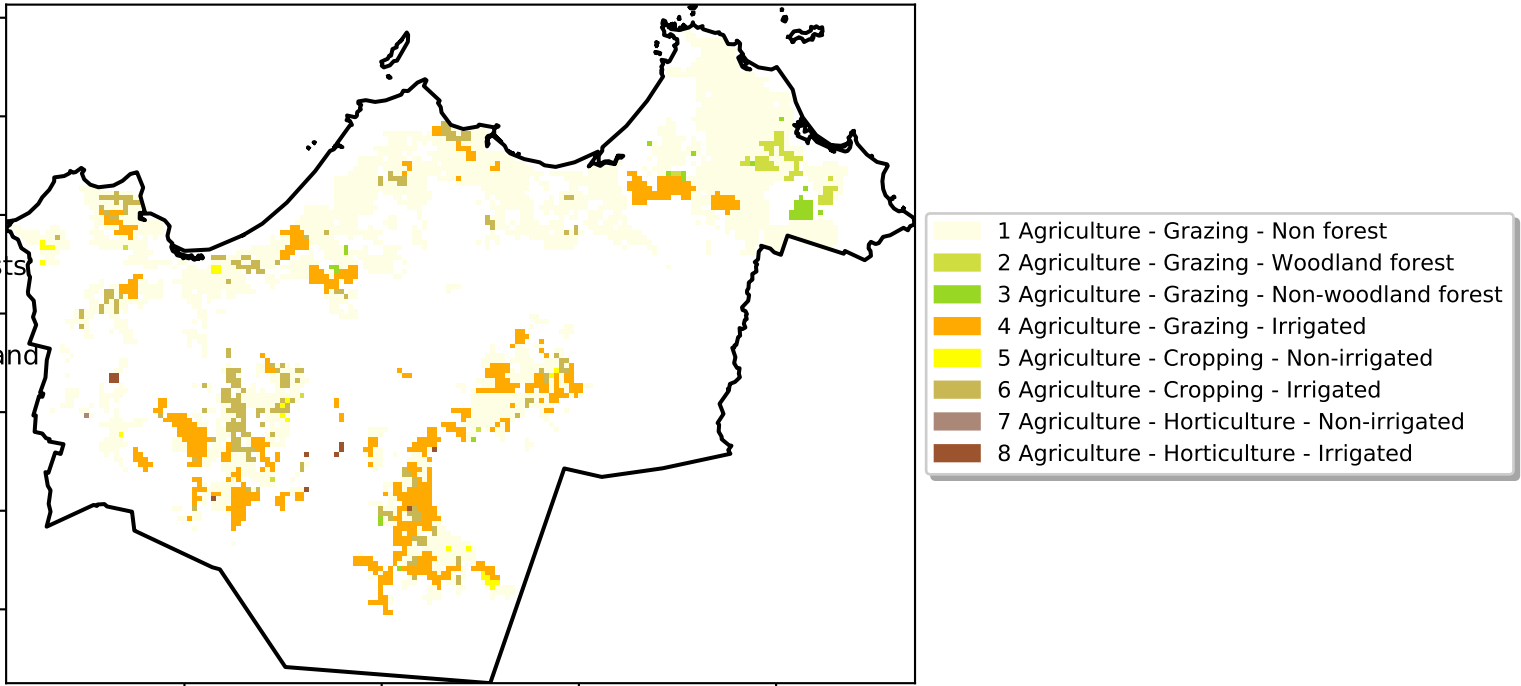 1 Agriculture - Grazing - Non forest
2 Agriculture - Grazing - Woodland forest
sts
3 Agriculture - Grazing - Non-woodland forest
4 Agriculture - Grazing - Irrigated
and
5 Agriculture - Cropping - Non-irrigated
6 Agriculture - Cropping - Irrigated
7 Agriculture - Horticulture - Non-irrigated
8 Agriculture - Horticulture - Irrigated